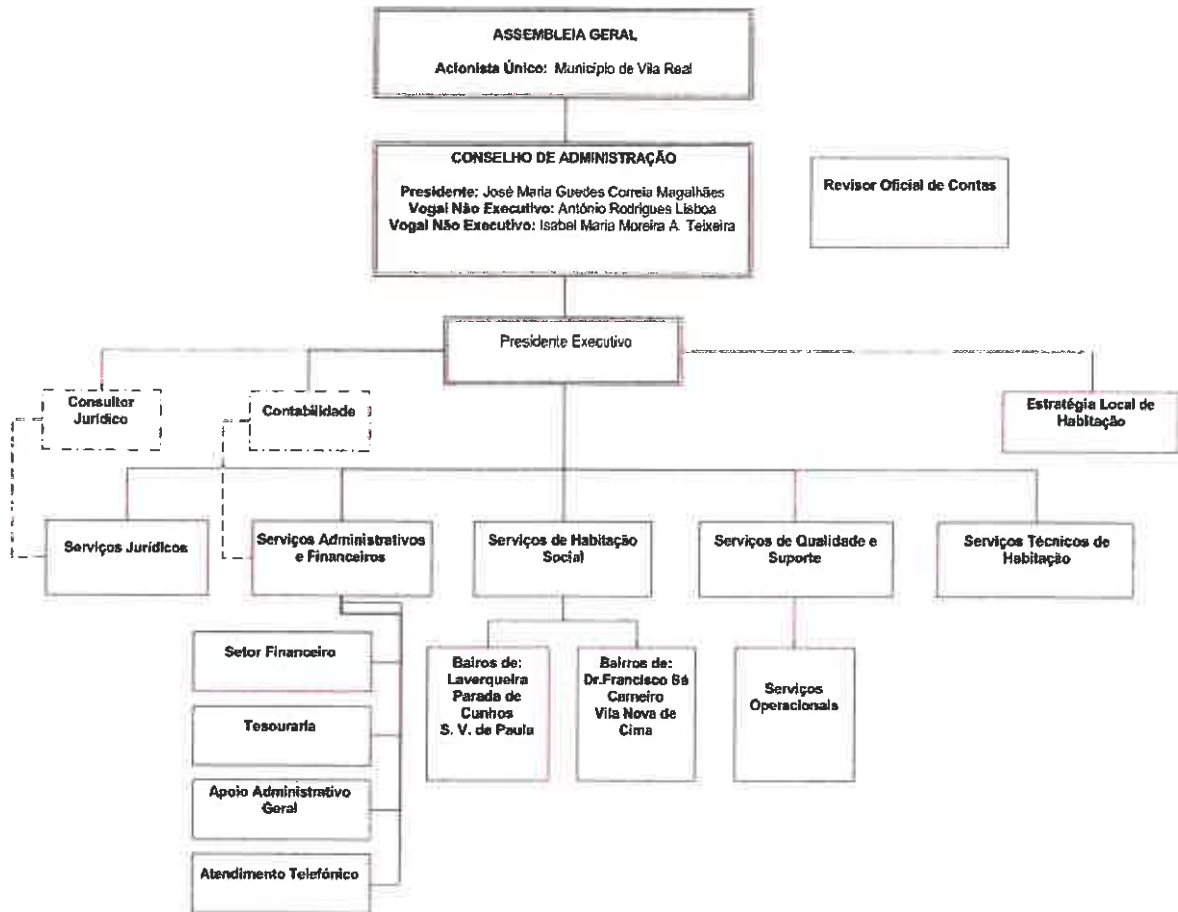 ASSEMBLEIA GERAL
Acionista Único: Município de Vila Real
CONSELHO DE ADMINISTRAÇÃO
Presidente: José Maria Guedes Correia Magalhães
Vogal Não Executivo: António Rodrigues Lisboa
Vogal Não Executivo: Isabel Maria Moreira A. Teixeira
Revisor Oficial de Contas
Presidente Executivo
Consultor
Jurídico
Contabilidade
Estratégia Local de
Habitação
Serviços Jurídicos
Serviços Administrativos
e Financeiros
Serviços de Habitação
Social
Serviços de Qualidade e
Suporte
Serviços Técnicos de
Habitação
Setor Financeiro
Tesouraria
Apoio Administrativo
Geral
Atendimento Telefónico
Bairos de:
Laverqueira
Parada de
Cunhos
S. V. de Paula
Bairros de:
Dr.Francisco Sá
Carneiro
Vila Nova de
Cima
Serviços
Operacionais